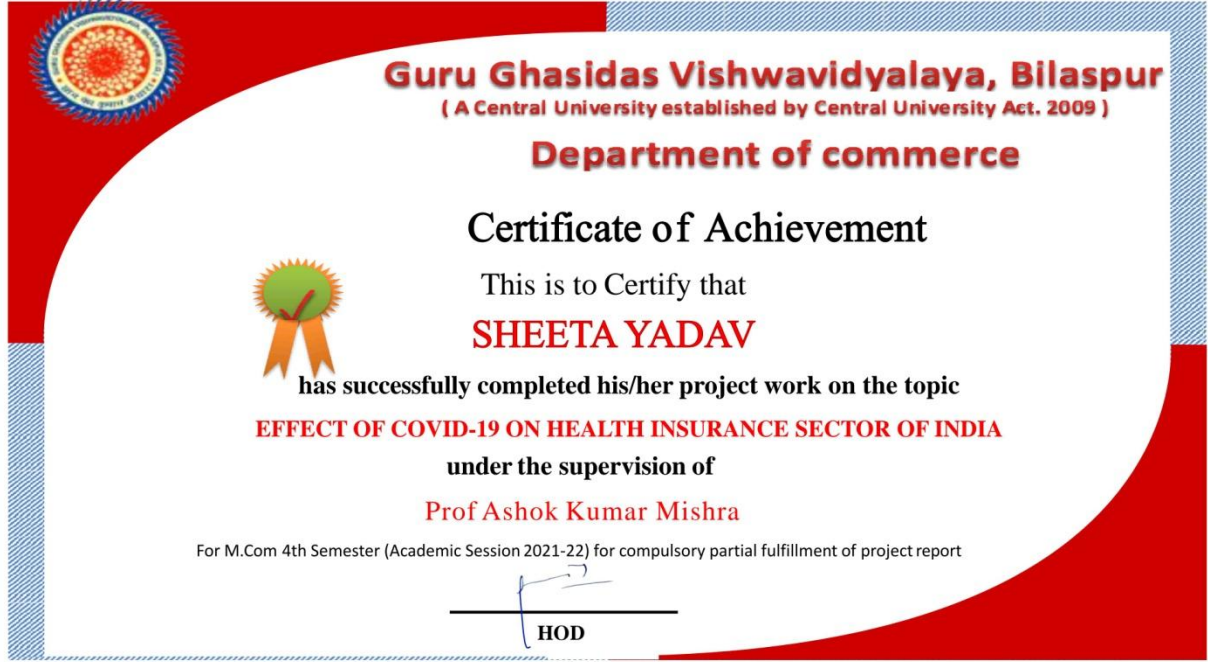 Guru Ghasidas Vishwavidyalaya, Bilaspur
( A Central University established by Central University Act. 2009 )
Department of commerce
Certificate of Achievement
This is to Certify that
SHEETA YADAV
has successfully completed his/her project work on the topic
EFFECT OF COVID-19 ON HEALTH INSURANCE SECTOR OF INDIA
under the supervision of
Prof Ashok Kumar Mishra
For M.Com 4th Semester (Academic Session 2021-22) for compulsory partial fulfillment of project report
HOD